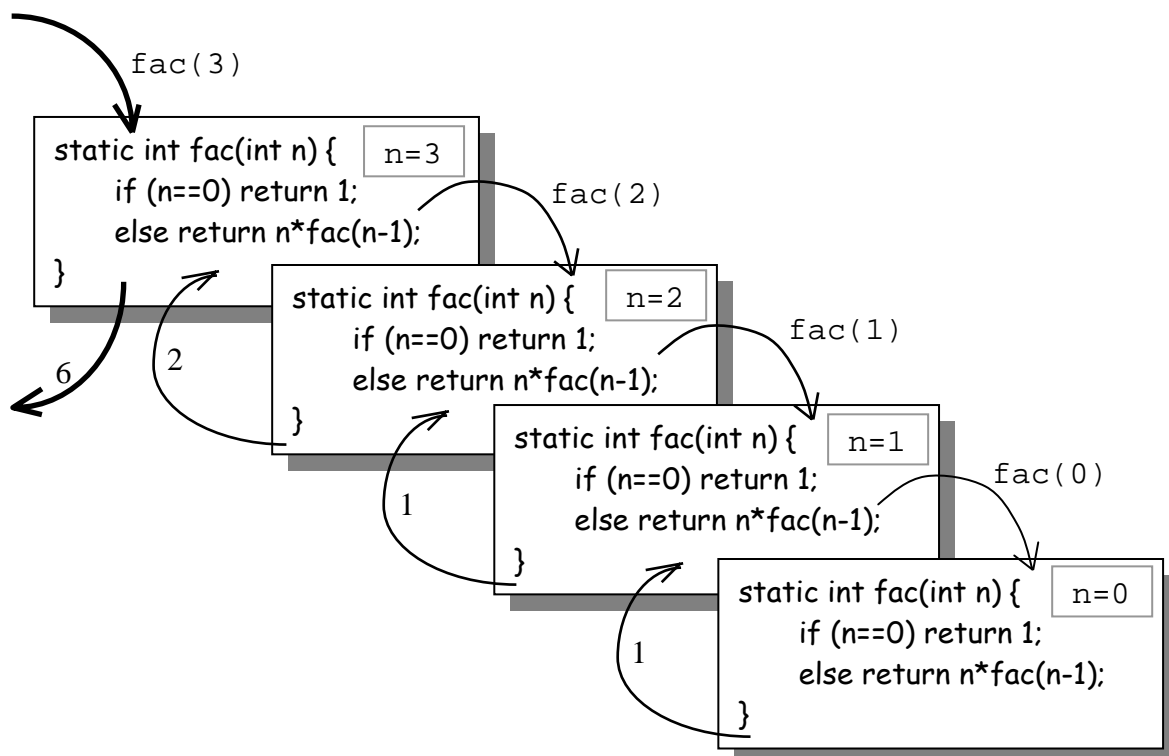 fac(3)
static int fac(int n) { n=3
if (n==0) return 1;
fac(2)
else return n*fac(n-1);
}
static int fac(int n) { n=2
if (n==0) return 1;
fac(1)
6
2
else return n*fac(n-1);
}
static int fac(int n) { n=1
if (n==0) return 1;
fac(0)
1
else return n*fac(n-1);
}
static int fac(int n) { n=0
if (n==0) return 1;
1
else return n*fac(n-1);
}